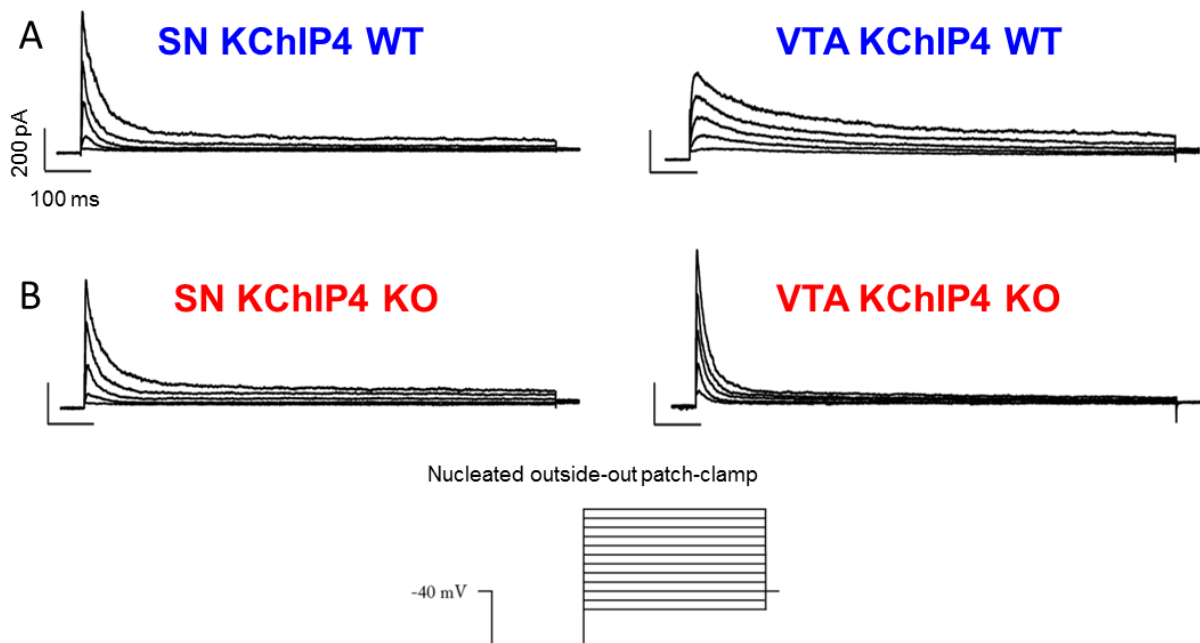 A
SN KChIP4 WT
VTA KChIP4 WT
200 pA
100 ms
B
SN KChIP4 KO
VTA KChIP4 KO
Nucleated outside-out patch-clamp
-40 mV